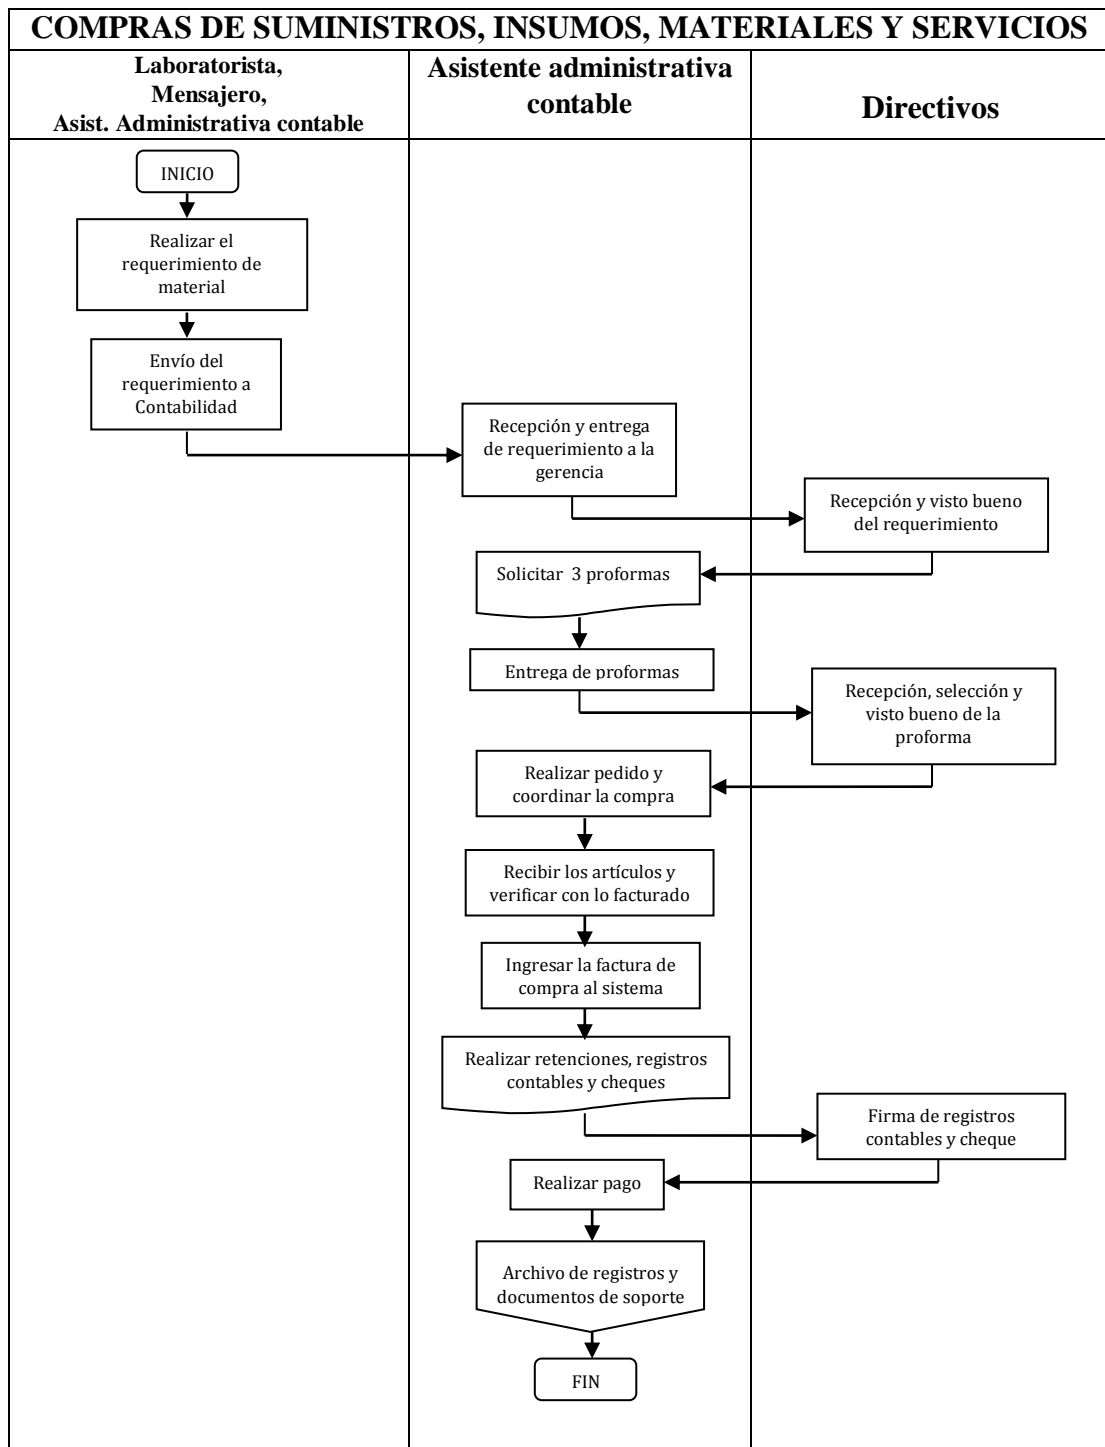 COMPRAS DE SUMINISTROS, INSUMOS, MATERIALES Y SERVICIOS
Laboratorista,
Mensajero,
Asist. Administrativa contable
Asistente administrativa
contable
Directivos
INICIO
Realizar el
requerimiento de
material
Envío del
requerimiento a
Contabilidad
Recepción y entrega
de requerimiento a la
gerencia
Recepción y visto bueno
del requerimiento
Solicitar 3 proformas
Entrega de proformas
Recepción, selección y
visto bueno de la
proforma
Realizar pedido y
coordinar la compra
Recibir los artículos y
verificar con lo facturado
Ingresar la factura de
compra al sistema
Realizar retenciones, registros
contables y cheques
Firma de registros
contables y cheque
Realizar pago
Archivo de registros y
documentos de soporte
FIN